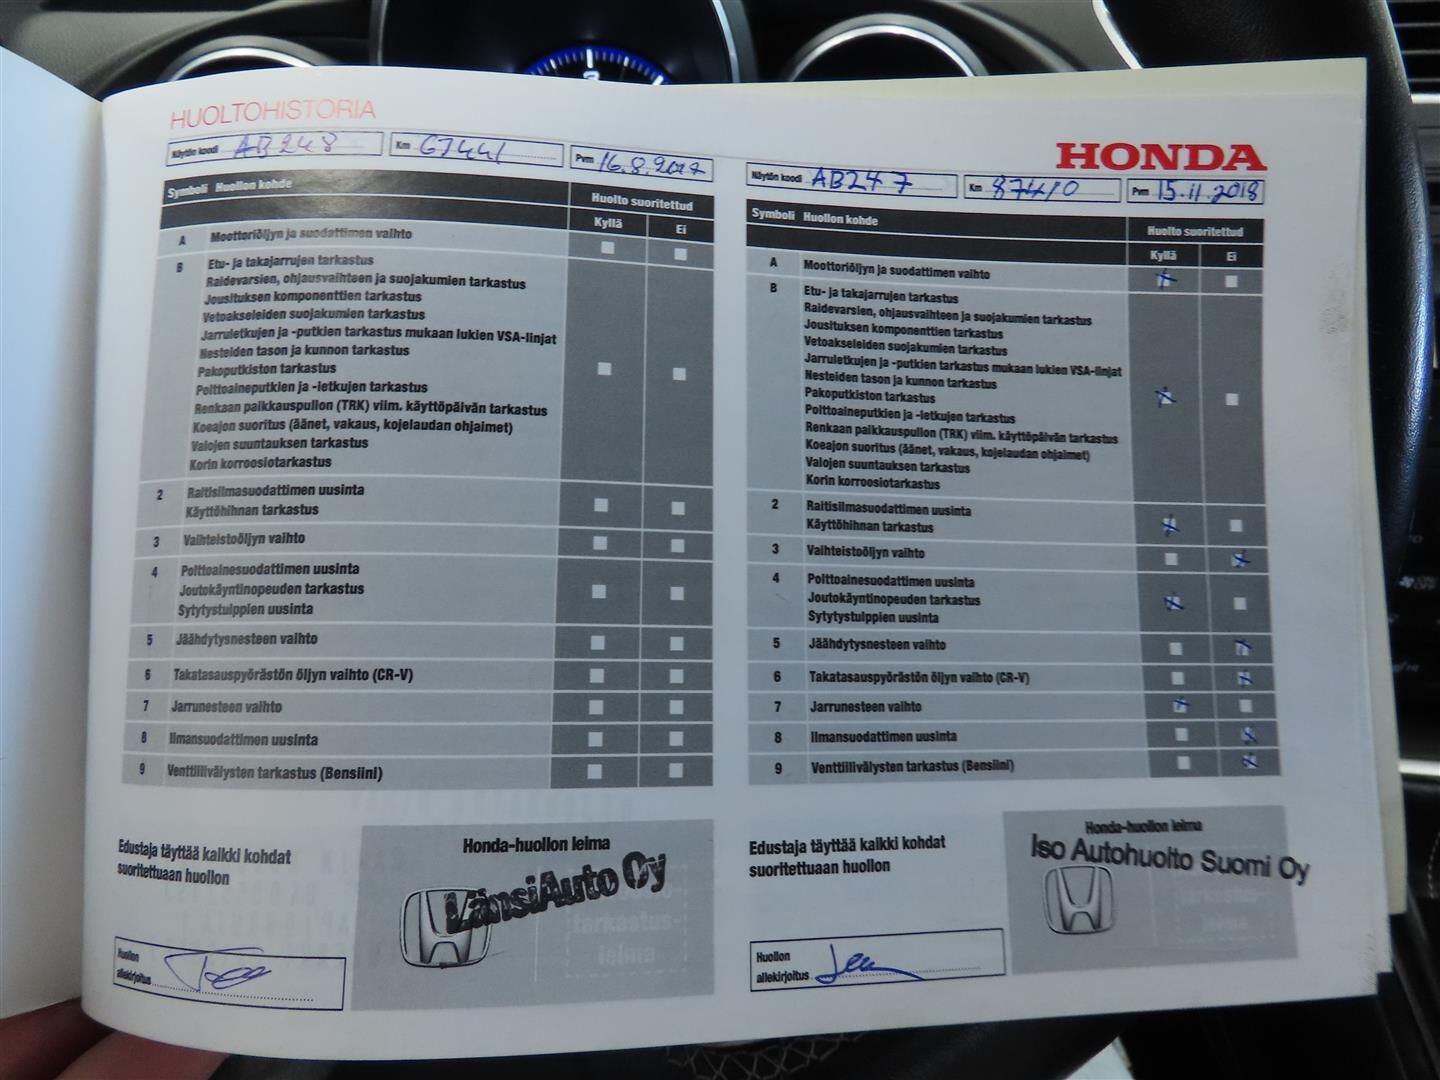 HUOLTOHISTORIA
Näytön koodi AB248 Km 67441 Pvm 16.8.2017
Symboli Huollon kohde Huolto suoritettud
Kyllä Ei
A Moottoriöljyn ja suodattimen vaihto
B Etu- ja takajarrujen tarkastus
Raidevarsien, ohjausvaihteen ja suojakumien tarkastus
Jousituksen komponenttien tarkastus
Vetoakseleiden suojakumien tarkastus
Jarruletkujen ja -putkien tarkastus mukaan lukien VSA-linjat
Nesteiden tason ja kunnon tarkastus
Pakoputkiston tarkastus
Polttoaineputkien ja -letkujen tarkastus
Renkaan paikkauspullon (TRK) viim. käyttöpäivän tarkastus
Koeajon suoritus (äänet, vakaus, kojelaudan ohjaimet)
Valojen suuntauksen tarkastus
Korin korroosiotarkastus
2 Raitisilmasuodattimen uusinta
Käyttöhihnan tarkastus
3 Vaihteistoöljyn vaihto
4 Polttoainesuodattimen uusinta
Joutokäyntinopeuden tarkastus
Sytytystulppien uusinta
5 Jäähdytysnesteen vaihto
6 Takatasauspyörästön öljyn vaihto (CR-V)
7 Jarrunesteen vaihto
8 Ilmansuodattimen uusinta
9 Venttiilivälysten tarkastus (Bensiini)
Edustaja täyttää kaikki kohdat
suoritettuaan huollon
Honda-huollon leima
LänsiAuto Oy
tarkastus-
leima
Huollon
allekirjoitus
HONDA
Näytön koodi AB247 Km 87410 Pvm 15.11.2018
Symboli Huollon kohde Huolto suoritettud
Kyllä Ei
A Moottoriöljyn ja suodattimen vaihto
B Etu- ja takajarrujen tarkastus
Raidevarsien, ohjausvaihteen ja suojakumien tarkastus
Jousituksen komponenttien tarkastus
Vetoakseleiden suojakumien tarkastus
Jarruletkujen ja -putkien tarkastus mukaan lukien VSA-linjat
Nesteiden tason ja kunnon tarkastus
Pakoputkiston tarkastus
Polttoaineputkien ja -letkujen tarkastus
Renkaan paikkauspullon (TRK) viim. käyttöpäivän tarkastus
Koeajon suoritus (äänet, vakaus, kojelaudan ohjaimet)
Valojen suuntauksen tarkastus
Korin korroosiotarkastus
2 Raitisilmasuodattimen uusinta
Käyttöhihnan tarkastus
3 Vaihteistoöljyn vaihto
4 Polttoainesuodattimen uusinta
Joutokäyntinopeuden tarkastus
Sytytystulppien uusinta
5 Jäähdytysnesteen vaihto
6 Takatasauspyörästön öljyn vaihto (CR-V)
7 Jarrunesteen vaihto
8 Ilmansuodattimen uusinta
9 Venttiilivälysten tarkastus (Bensiini)
Edustaja täyttää kaikki kohdat
suoritettuaan huollon
Honda-huollon leima
Iso Autohuolto Suomi Oy
Huollon
allekirjoitus